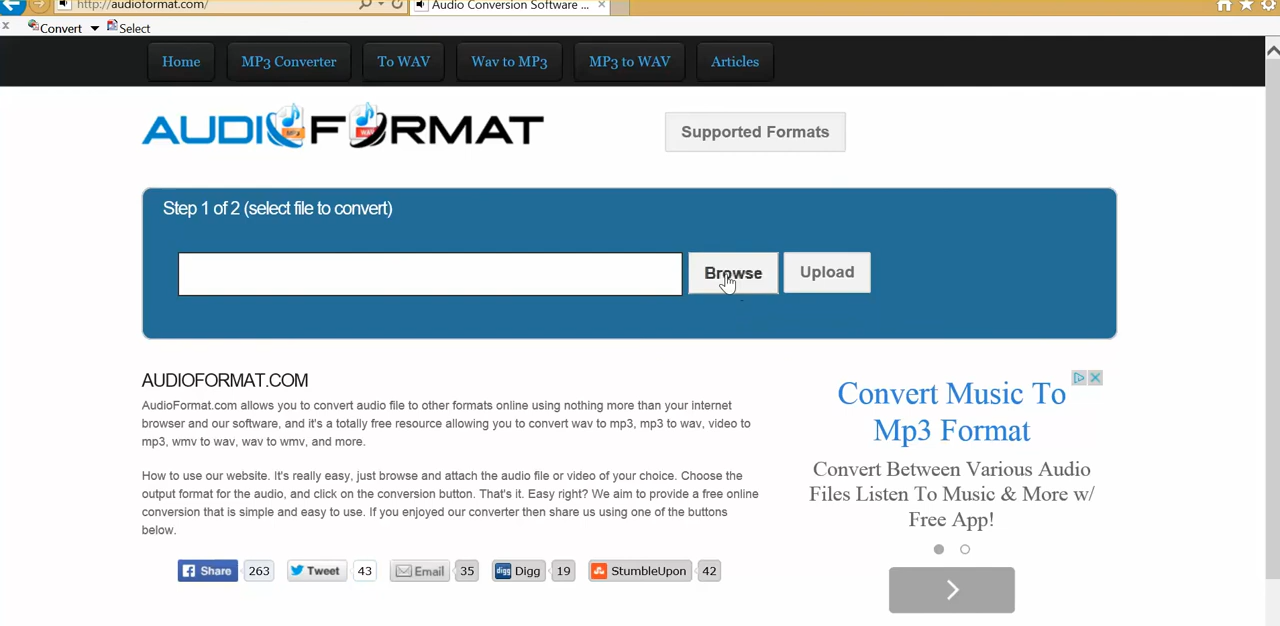 http://audioformat.com/
Audio Conversion Software ...
Convert
Select
Home
MP3 Converter
To WAV
Wav to MP3
MP3 to WAV
Articles
AUDIOFORMAT
Supported Formats
Step 1 of 2 (select file to convert)
Browse
Upload
AUDIOFORMAT.COM
AudioFormat.com allows you to convert audio file to other formats online using nothing more than your internet
browser and our software, and it's a totally free resource allowing you to convert wav to mp3, mp3 to wav, video to
mp3, wmv to wav, wav to wmv, and more.
How to use our website. It's really easy, just browse and attach the audio file or video of your choice. Choose the
output format for the audio, and click on the conversion button. That's it. Easy right? We aim to provide a free online
conversion that is simple and easy to use. If you enjoyed our converter then share us using one of the buttons
below.
Share 263
Tweet 43
Email 35
digg Digg 19
StumbleUpon 42
Convert Music To
Mp3 Format
Convert Between Various Audio
Files Listen To Music & More w/
Free App!